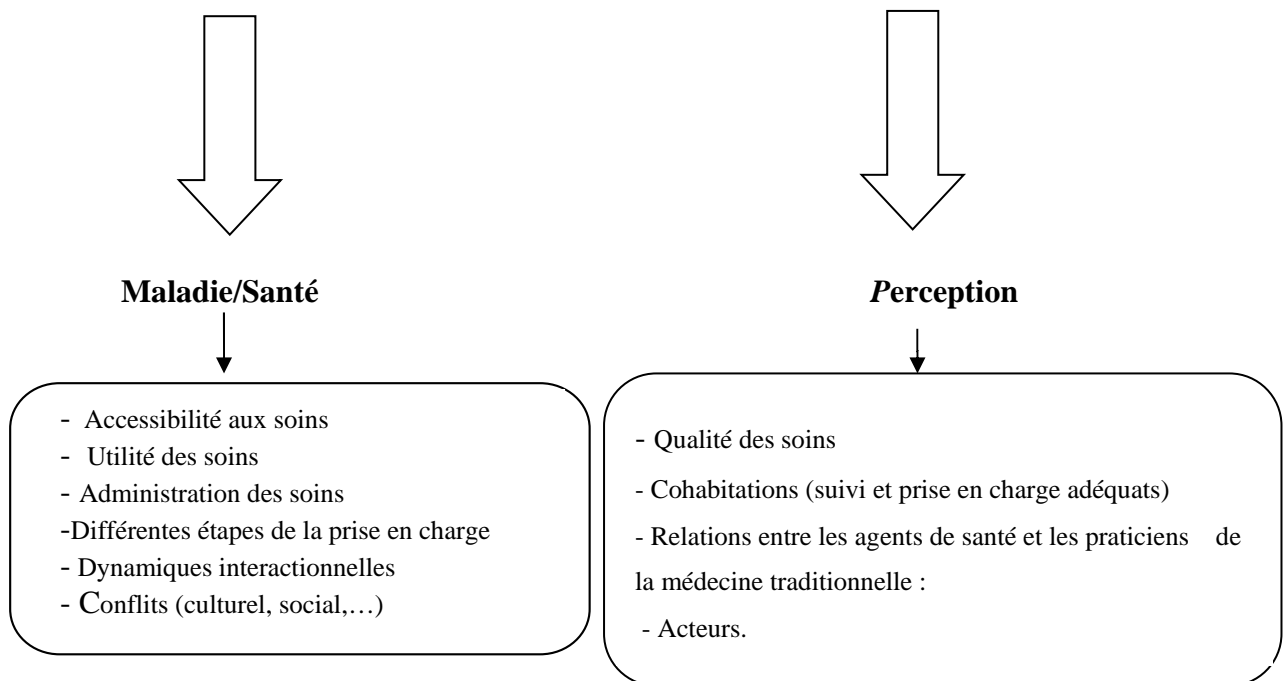 Maladie/Santé
- Accessibilité aux soins
- Utilité des soins
- Administration des soins
-Différentes étapes de la prise en charge
- Dynamiques interactionnelles
- Conflits (culturel, social,…)
Perception
- Qualité des soins
- Cohabitations (suivi et prise en charge adéquats)
- Relations entre les agents de santé et les praticiens de
la médecine traditionnelle :
- Acteurs.